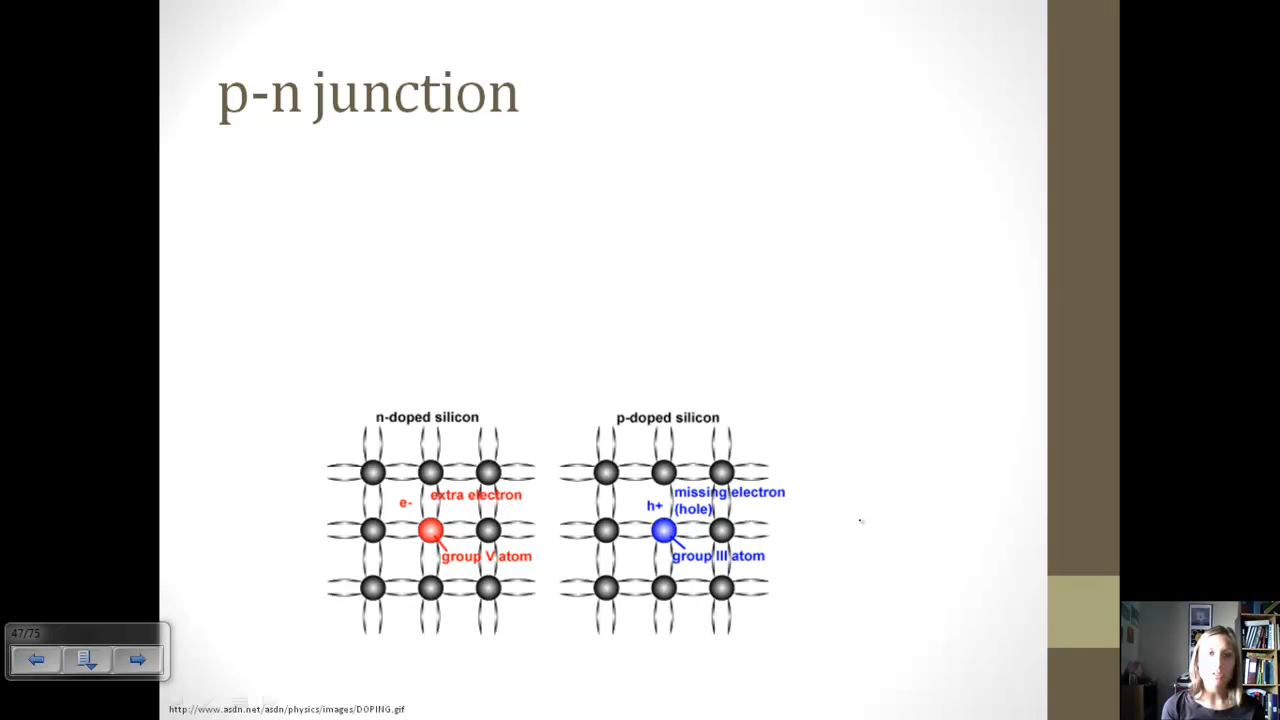 p-n junction
n-doped silicon
p-doped silicon
e-
extra electron
group V atom
h+
missing electron
(hole)
group III atom
47/75
http://www.asdn.net/asdn/physics/images/DOPING.gif